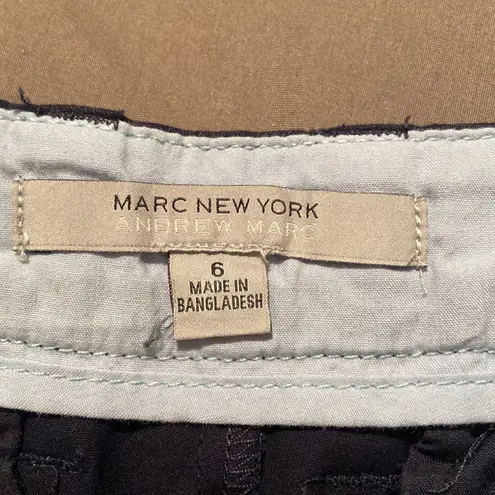 MARC NEW YORK
ANDREW MARC
6
MADE IN
BANGLADESH